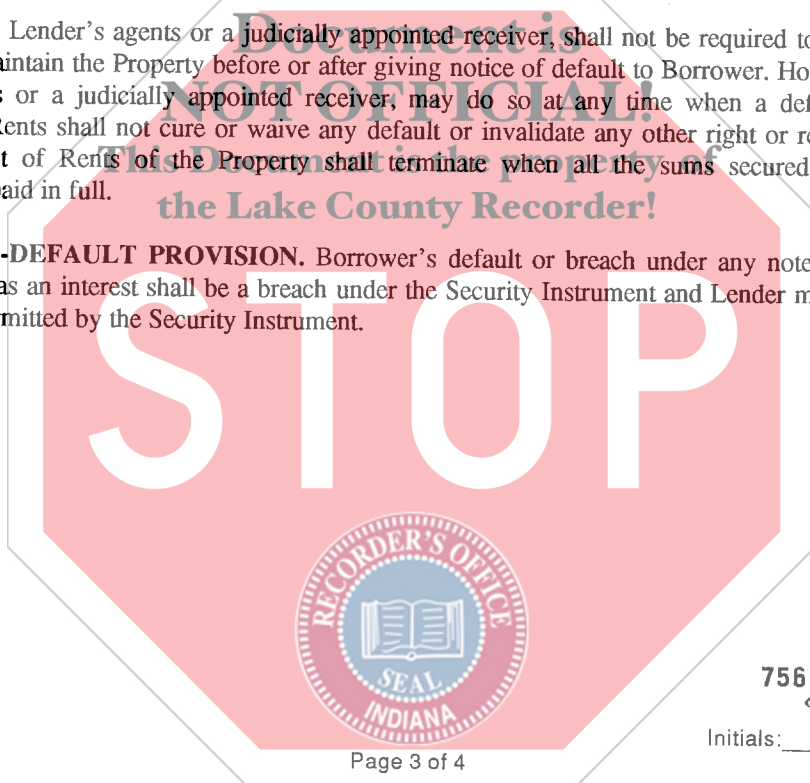 Document is
Lender's agents or a judicially appointed receiver, shall not be required to
aintain the Property before or after giving notice of default to Borrower. Ho
s or a judicially appointed receiver, may do so at any time when a def
NOT OFFICIAL!
Rents shall not cure or waive any default or invalidate any other right or re
t of Rents of the Property shall terminate when all the sums secured
This Document is the property of
aid in full.
the Lake County Recorder!
-DEFAULT PROVISION. Borrower's default or breach under any note
as an interest shall be a breach under the Security Instrument and Lender m
mitted by the Security Instrument.
STOP
RECORDER'S OFFICE
SEAL
INDIANA
756
Initials:
Page 3 of 4